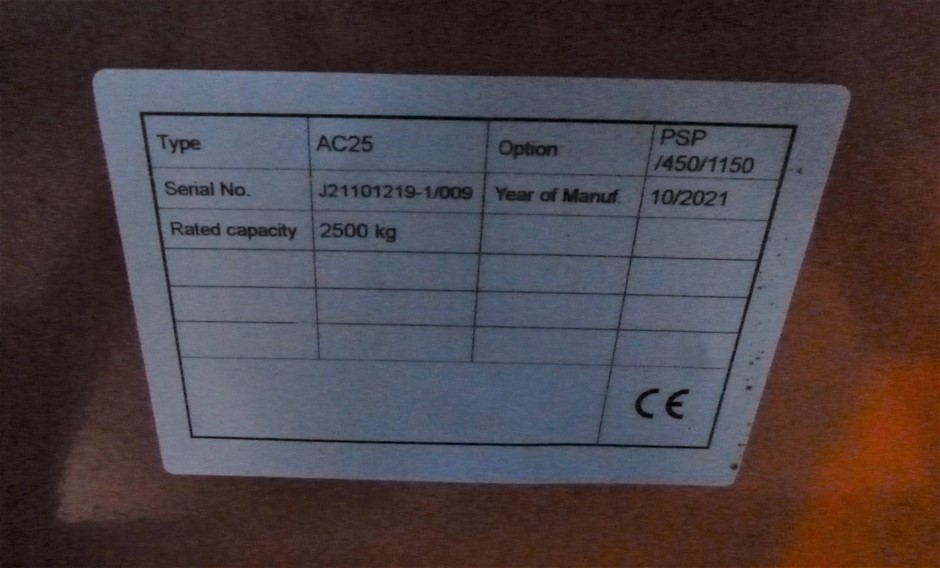 Type AC25 Option PSP
/450/1150
Serial No. J21101219-1/009 Year of Manuf. 10/2021
Rated capacity 2500 kg
CE